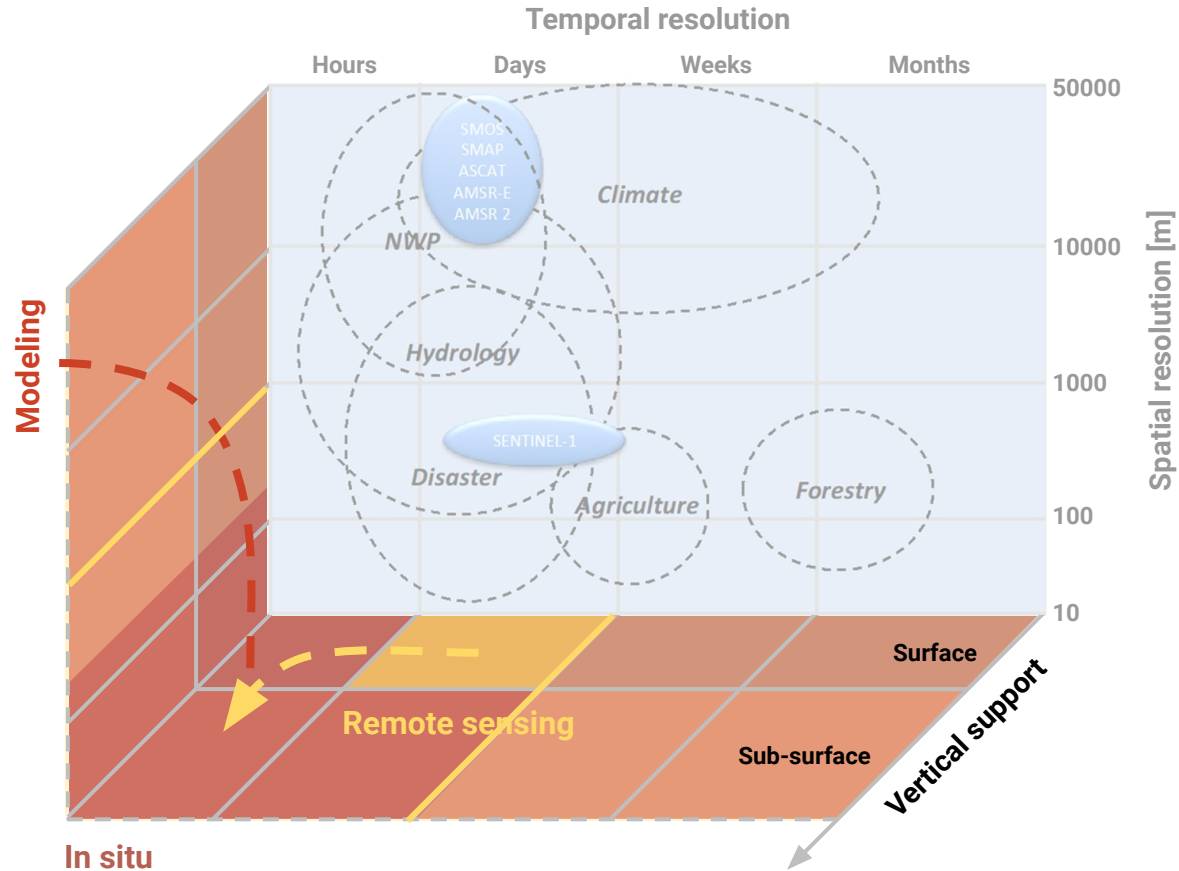 Temporal resolution
Hours
Days
Weeks
Months
50000
SMOS
SMAP
ASCAT
AMSR-E
AMSR 2
Climate
NWP
10000
Spatial resolution [m]
Modeling
Hydrology
1000
SENTINEL-1
Disaster
Agriculture
Forestry
100
10
Surface
Remote sensing
Sub-surface
Vertical support
In situ